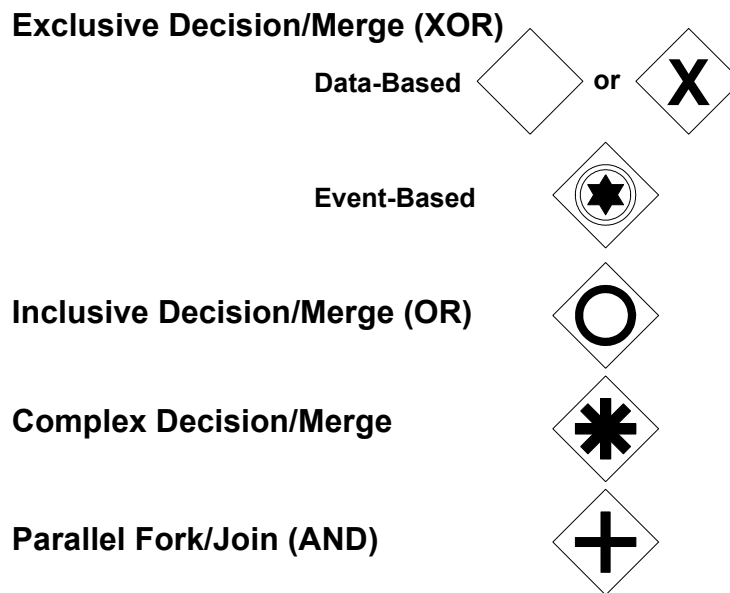 Exclusive Decision/Merge (XOR)
Data-Based or X
Event-Based
Inclusive Decision/Merge (OR)
Complex Decision/Merge
Parallel Fork/Join (AND)